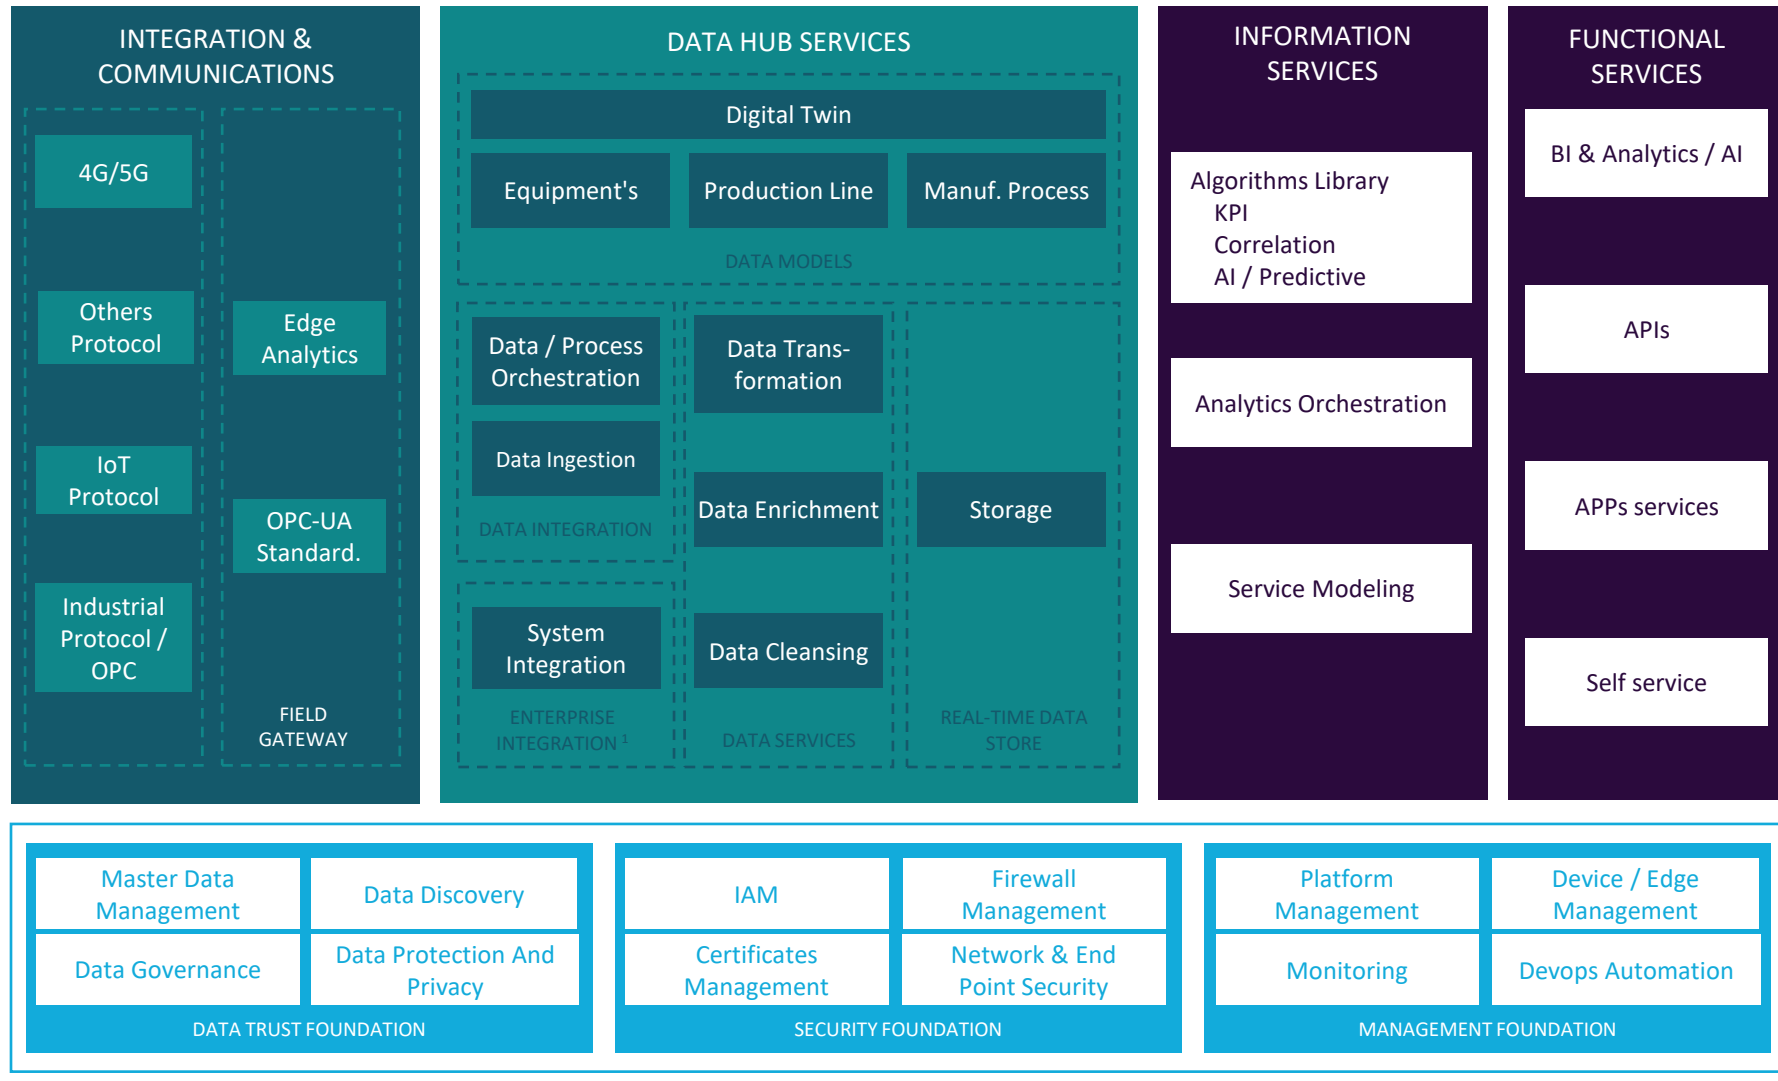 INTEGRATION &
COMMUNICATIONS
4G/5G
Others
Protocol
IoT
Protocol
Industrial
Protocol /
OPC
Edge
Analytics
OPC-UA
Standard.
FIELD
GATEWAY
DATA HUB SERVICES
Digital Twin
Equipment's
Production Line
Manuf. Process
DATA MODELS
Data / Process
Orchestration
Data Ingestion
DATA INTEGRATION
System
Integration
ENTERPRISE
INTEGRATION 1
Data Trans-
formation
Data Enrichment
Data Cleansing
DATA SERVICES
Storage
REAL-TIME DATA
STORE
INFORMATION
SERVICES
Algorithms Library
KPI
Correlation
AI / Predictive
Analytics Orchestration
Service Modeling
FUNCTIONAL
SERVICES
BI & Analytics / AI
APIs
APPs services
Self service
Master Data
Management
Data Discovery
Data Governance
Data Protection And
Privacy
DATA TRUST FOUNDATION
IAM
Firewall
Management
Certificates
Management
Network & End
Point Security
SECURITY FOUNDATION
Platform
Management
Device / Edge
Management
Monitoring
Devops Automation
MANAGEMENT FOUNDATION